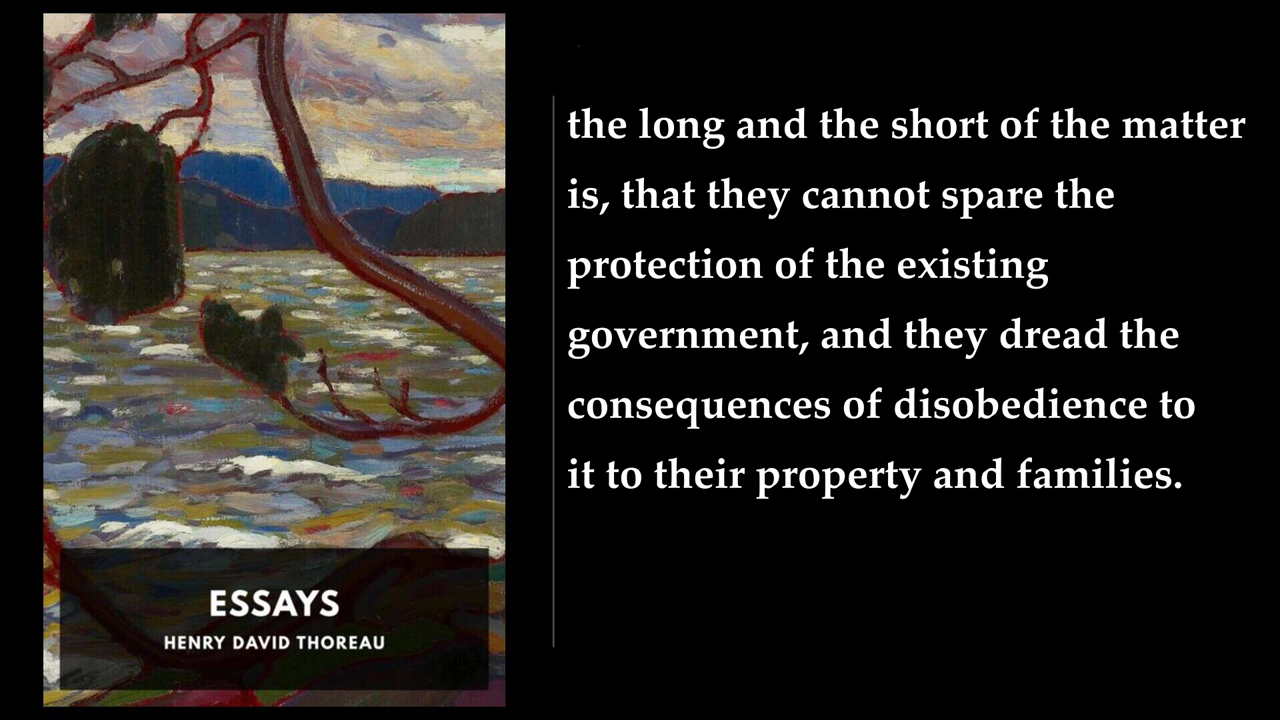 the long and the short of the matter
is, that they cannot spare the
protection of the existing
government, and they dread the
consequences of disobedience to
it to their property and families.
ESSAYS
HENRY DAVID THOREAU